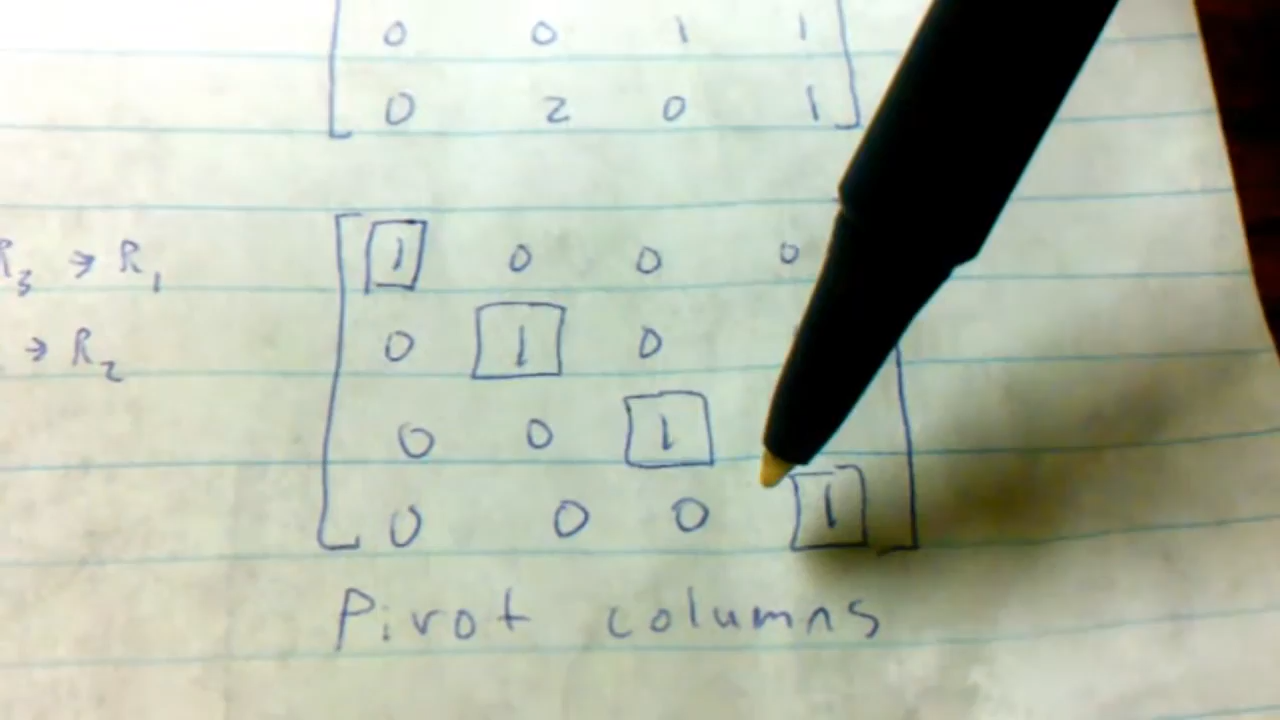 0 0 1 1
0 2 0 1
R3 → R1 1 0 0 0
→ R2 0 1 0
0 0 1
0 0 0 1
Pivot columns